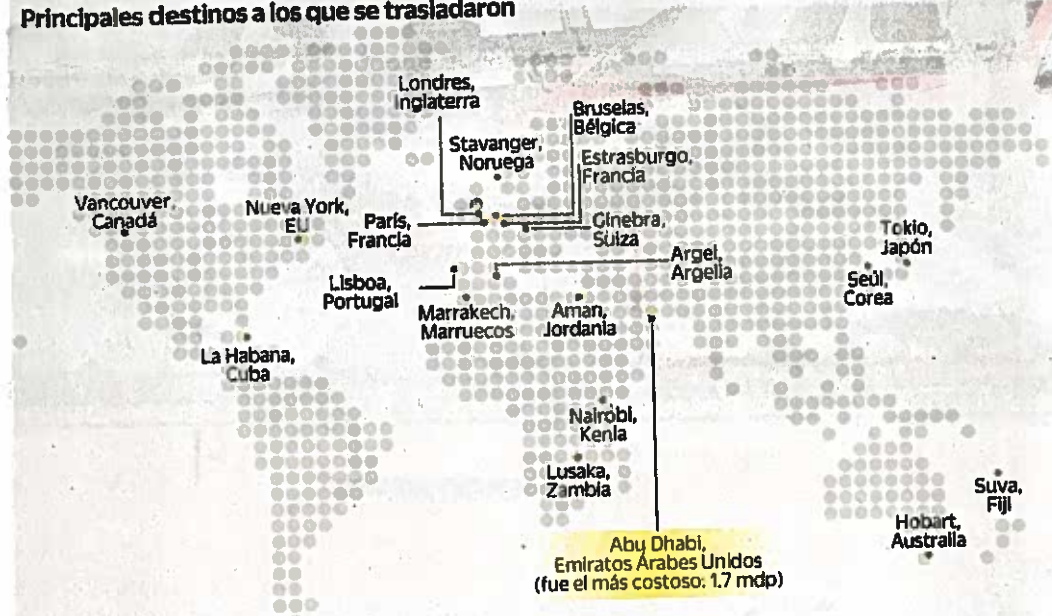 Principales destinos a los que se trasladaron
Londres,
Inglaterra
Bruselas,
Bélgica
Stavanger,
Noruega
Estrasburgo,
Francia
Vancouver,
Canadá
Nueva York,
EU
París,
Francia
Ginebra,
Suiza
Tokio,
Japón
Argel,
Argelia
Seúl,
Corea
Lisboa,
Portugal
Marrakech,
Marruecos
Aman,
Jordania
La Habana,
Cuba
Nairobi,
Kenia
Lusaka,
Zambia
Suva,
Fiji
Hobart,
Australia
Abu Dhabi,
Emiratos Árabes Unidos
(fue el más costoso: 1.7 mdp)